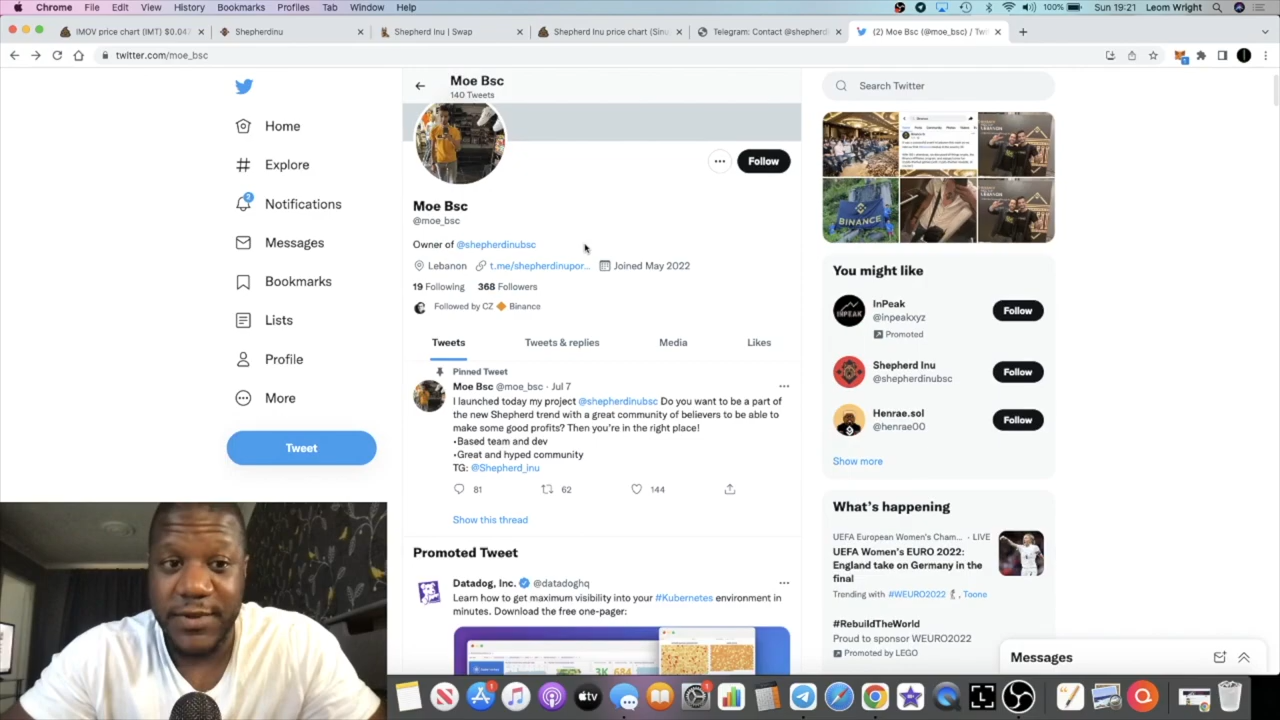 Chrome File Edit View History Bookmarks Profiles Tab Window Help 100% Sun 19:21 Leom Wright
IMOV price chart (IMT) $0.04 Shepherdinu Shepherd Inu | Swap Shepherd Inu price chart (Sinu Telegram: Contact @shepherd (2) Moe Bsc (@moe_bsc) / Twi
twitter.com/moe_bsc
Moe Bsc
140 Tweets
Search Twitter
Home
Explore
2
Notifications
Messages
Bookmarks
Lists
Profile
More
Tweet
Follow
Moe Bsc
@moe_bsc
Owner of @shepherdinubsc
Lebanon t.me/shepherdinupor... Joined May 2022
19 Following 368 Followers
Followed by CZ 🔶 Binance
Tweets Tweets & replies Media Likes
Pinned Tweet
Moe Bsc @moe_bsc · Jul 7
I launched today my project @shepherdinubsc Do you want to be a part
of the new Shepherd trend with a great community of believers to be able to
make some good profits? Then you're in the right place!
•Based team and dev
•Great and hyped community
TG: @Shepherd_inu
81 62 144
Show this thread
Promoted Tweet
Datadog, Inc. @datadoghq
Learn how to get maximum visibility into your #Kubernetes environment in
minutes. Download the free one-pager:
3K 684
BINANCE
You might like
InPeak
@inpeakxyz
Promoted
Follow
Shepherd Inu
@shepherdinubsc
Follow
Henrae.sol
@henrae00
Follow
Show more
What's happening
UEFA European Women's Cham... · LIVE
UEFA Women's EURO 2022:
England take on Germany in the
final
Trending with #WEURO2022 , Toone
#RebuildTheWorld
Proud to sponsor WEURO2022
Promoted by LEGO
Messages